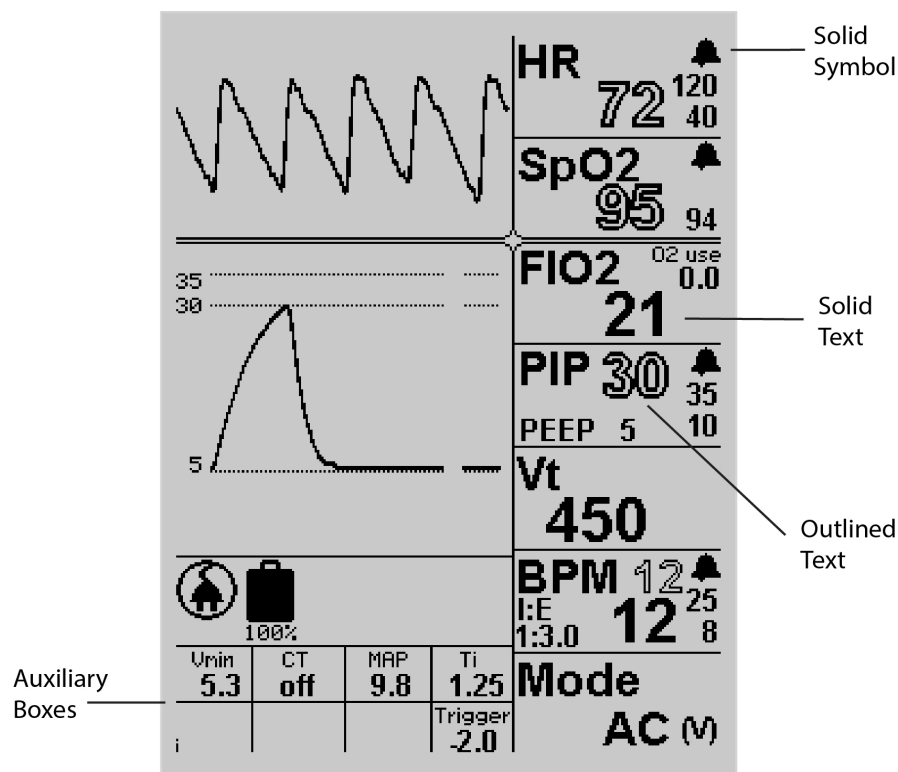 HR
120
72
40
SpO2
95
94
FIO2
O2 use
0.0
21
PIP
30
35
PEEP 5
10
Vt
450
BPM
12
25
I:E
1:3.0
12
8
Mode
AC (V)
35
30
5
100%
Vmin
5.3
CT
off
MAP
9.8
Ti
1.25
Trigger
-2.0
i
Solid
Symbol
Solid
Text
Outlined
Text
Auxiliary
Boxes